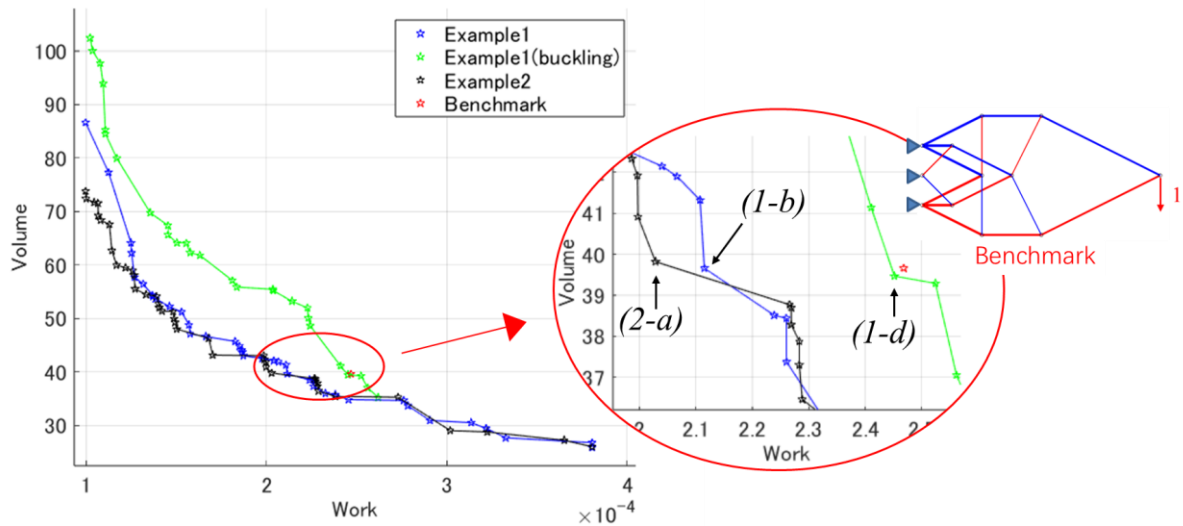 100
90
80
70
60
50
40
30
Volume
1
2
3
4
Work
×10⁻⁴
Example1
Example1(buckling)
Example2
Benchmark
41
40
39
38
37
Volume
2
2.1
2.2
2.3
2.4
Work
(1-b)
(2-a)
(1-d)
1
Benchmark